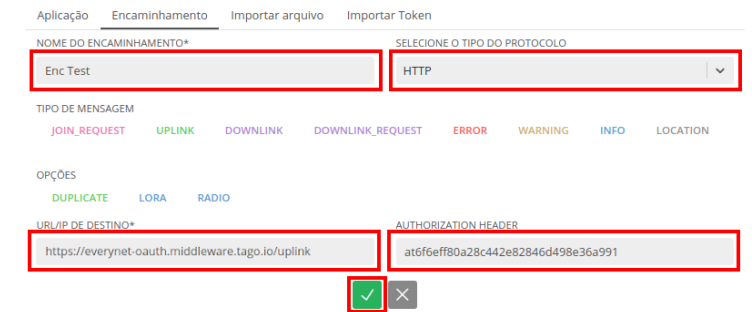 Aplicação Encaminhamento Importar arquivo Importar Token
NOME DO ENCAMINHAMENTO* SELECIONE O TIPO DO PROTOCOLO
Enc Test HTTP
TIPO DE MENSAGEM
JOIN_REQUEST UPLINK DOWNLINK DOWNLINK_REQUEST ERROR WARNING INFO LOCATION
OPÇÕES
DUPLICATE LORA RADIO
URL/IP DE DESTINO* AUTHORIZATION HEADER
https://everynet-oauth.middleware.tago.io/uplink at6f6eff80a28c442e82846d498e36a991